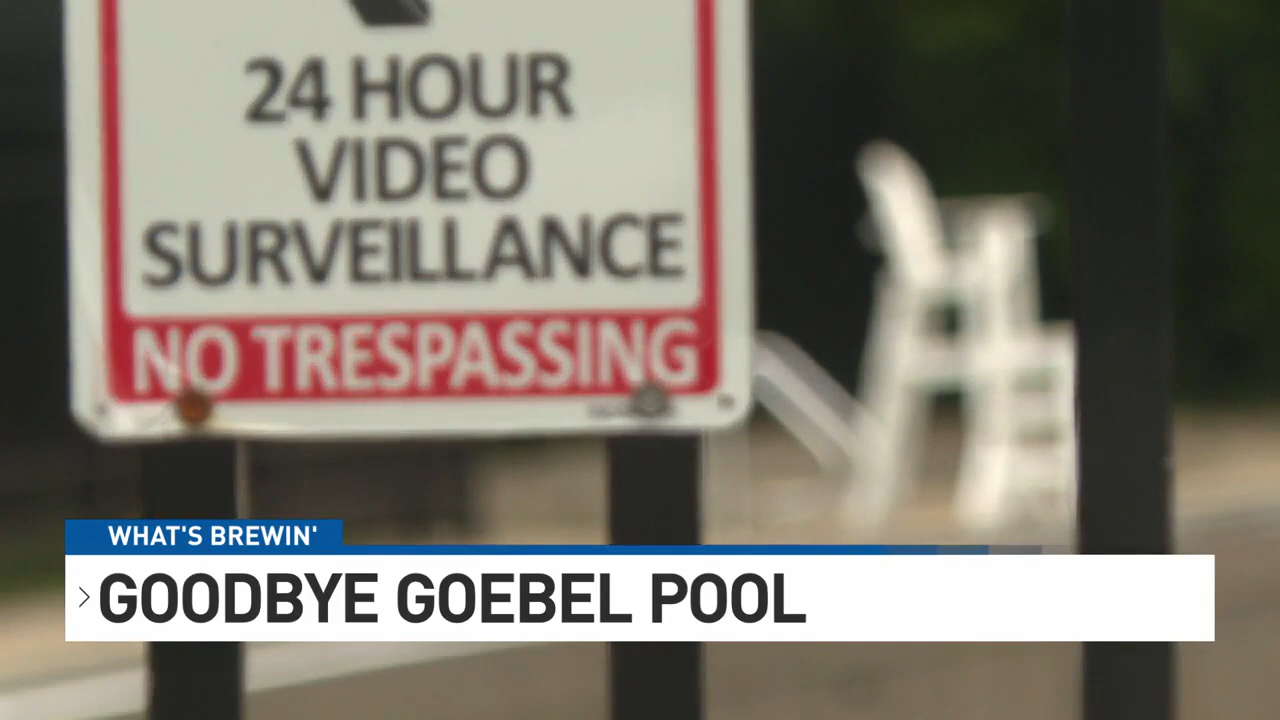 24 HOUR
VIDEO
SURVEILLANCE
NO TRESPASSING
WHAT'S BREWIN'
GOODBYE GOEBEL POOL